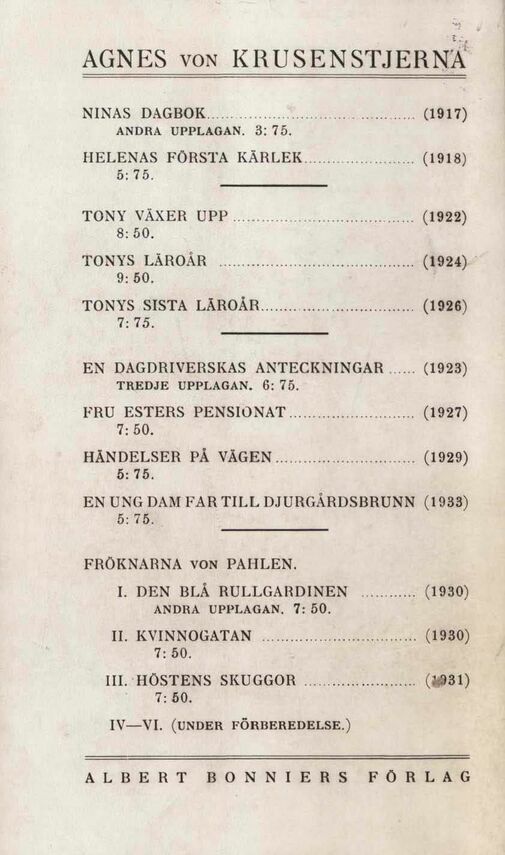 AGNES VON KRUSENSTJERNA
NINAS DAGBOK (1917)
ANDRA UPPLAGAN. 3: 75.
HELENAS FÖRSTA KÄRLEK (1918)
5: 75.
TONY VÄXER UPP (1922)
8: 50.
TONYS LÄROÅR (1924)
9: 50.
TONYS SISTA LÄROÅR (1926)
7: 75.
EN DAGDRIVERSKAS ANTECKNINGAR (1923)
TREDJE UPPLAGAN. 6: 75.
FRU ESTERS PENSIONAT (1927)
7: 50.
HÄNDELSER PÅ VÄGEN (1929)
5: 75.
EN UNG DAM FAR TILL DJURGÅRDSBRUNN (1933)
5: 75.
FRÖKNARNA VON PAHLEN.
I. DEN BLÅ RULLGARDINEN (1930)
ANDRA UPPLAGAN. 7: 50.
II. KVINNOGATAN (1930)
7: 50.
III. HÖSTENS SKUGGOR (1931)
7: 50.
IV—VI. (UNDER FÖRBEREDELSE.)
ALBERT BONNIERS FÖRLAG